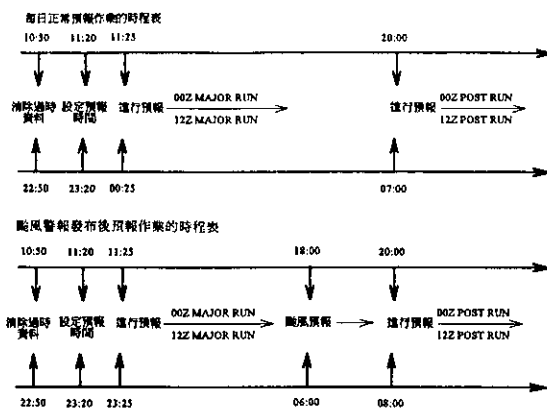 每日正常預報作業的時程表
10:50 11:20 11:25 20:00
清除過時資料 設定預報時間 進行預報 00Z MAJOR RUN 12Z MAJOR RUN 進行預報 00Z POST RUN 12Z POST RUN
22:50 23:20 00:25 07:00
颱風警報發布後預報作業的時程表
10:50 11:20 11:25 18:00 20:00
清除過時資料 設定預報時間 進行預報 00Z MAJOR RUN 12Z MAJOR RUN 颱風預報 進行預報 00Z POST RUN 12Z POST RUN
22:50 23:20 23:25 06:00 08:00